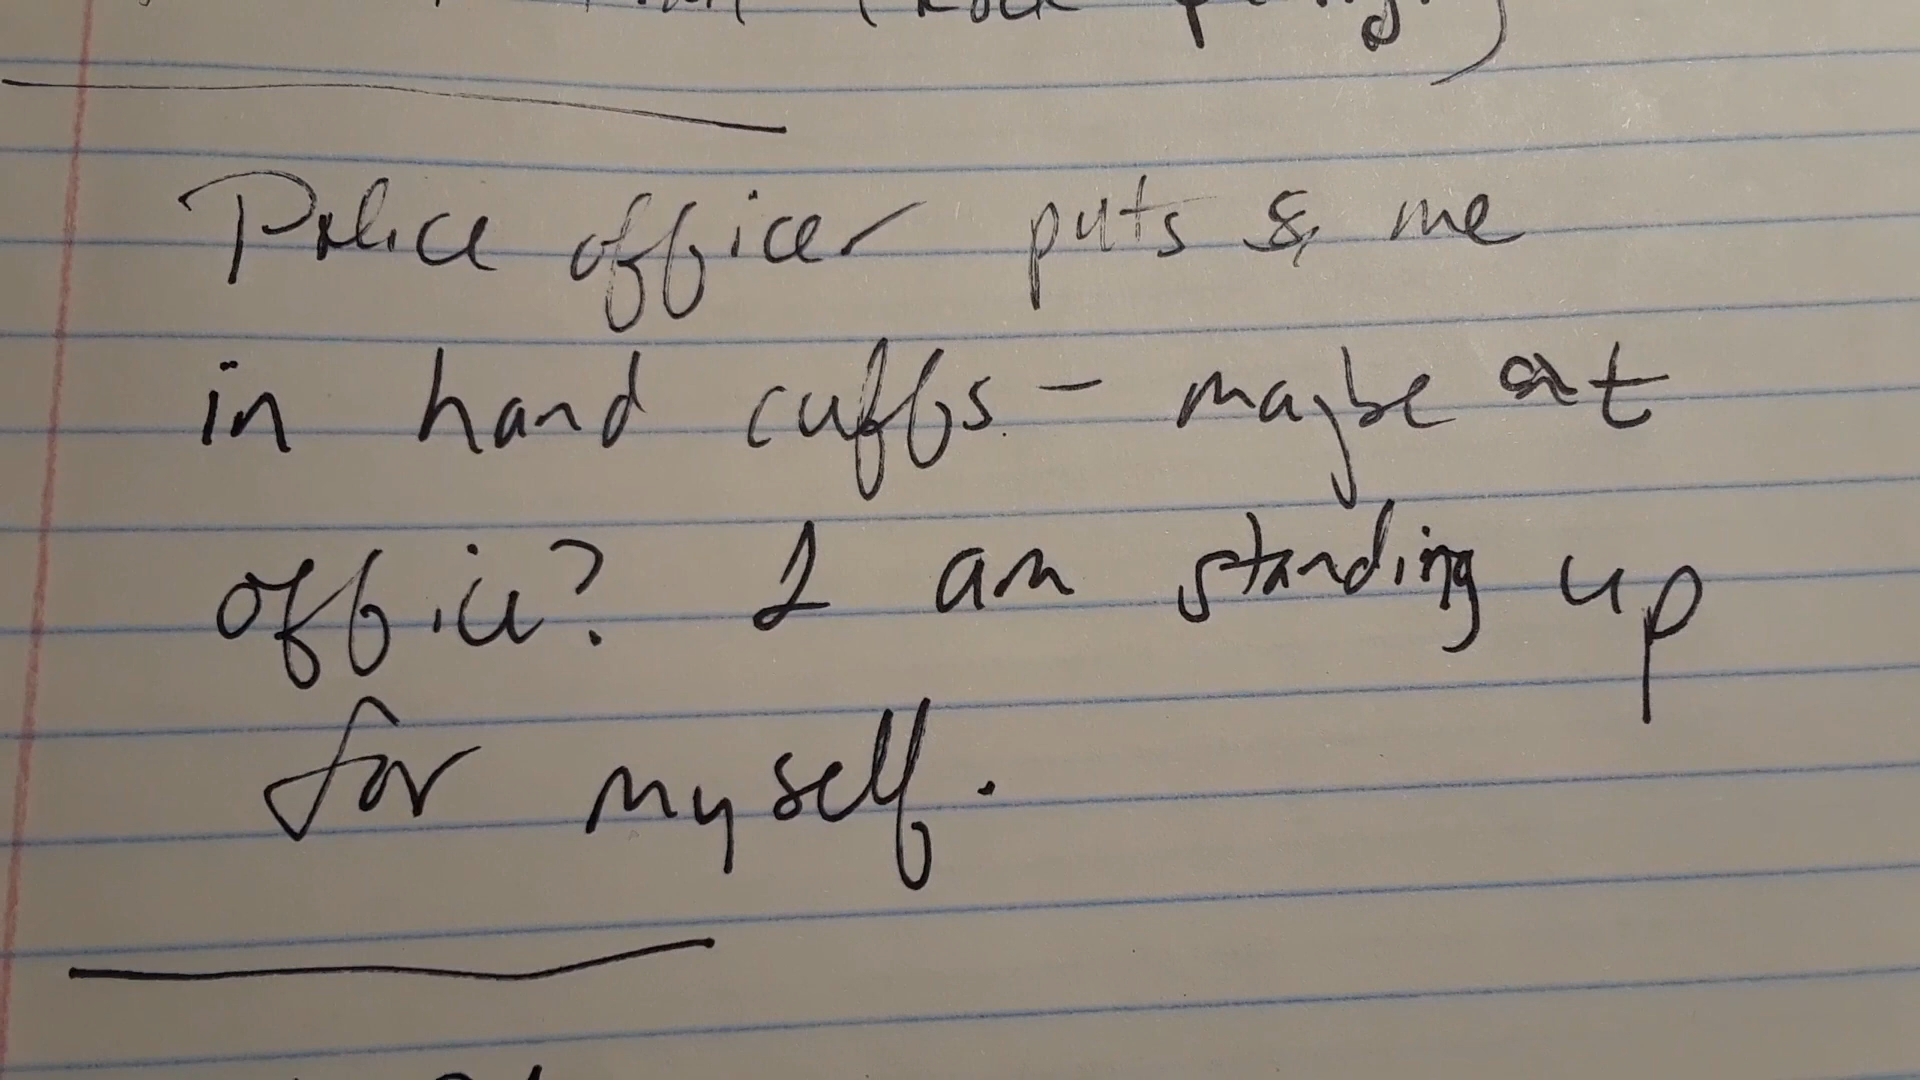 Police officer puts & me
in hand cuffs - maybe at
office? I am standing up
for myself.